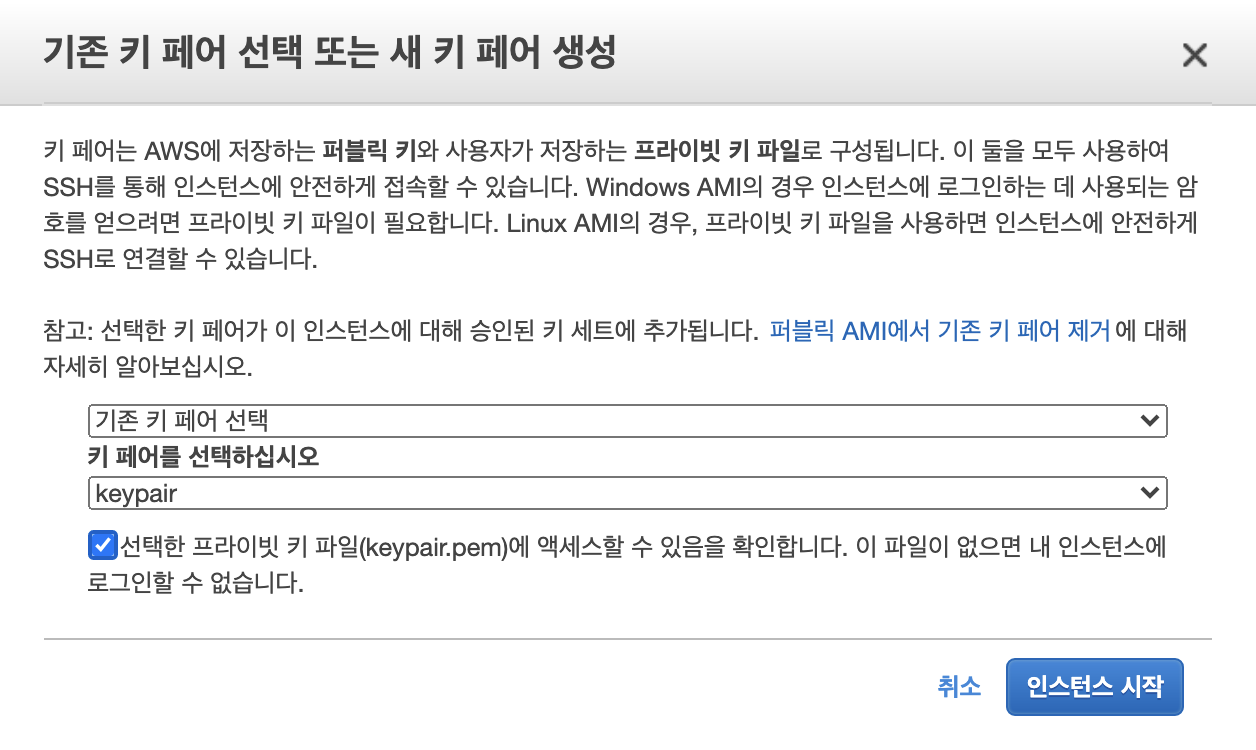 기존 키 페어 선택 또는 새 키 페어 생성
키 페어는 AWS에 저장하는 퍼블릭 키와 사용자가 저장하는 프라이빗 키 파일로 구성됩니다. 이 둘을 모두 사용하여
SSH를 통해 인스턴스에 안전하게 접속할 수 있습니다. Windows AMI의 경우 인스턴스에 로그인하는 데 사용되는 암
호를 얻으려면 프라이빗 키 파일이 필요합니다. Linux AMI의 경우, 프라이빗 키 파일을 사용하면 인스턴스에 안전하게
SSH로 연결할 수 있습니다.
참고: 선택한 키 페어가 이 인스턴스에 대해 승인된 키 세트에 추가됩니다. 퍼블릭 AMI에서 기존 키 페어 제거 에 대해
자세히 알아보십시오.
기존 키 페어 선택
키 페어를 선택하십시오
keypair
선택한 프라이빗 키 파일(keypair.pem)에 액세스할 수 있음을 확인합니다. 이 파일이 없으면 내 인스턴스에
로그인할 수 없습니다.
취소 인스턴스 시작